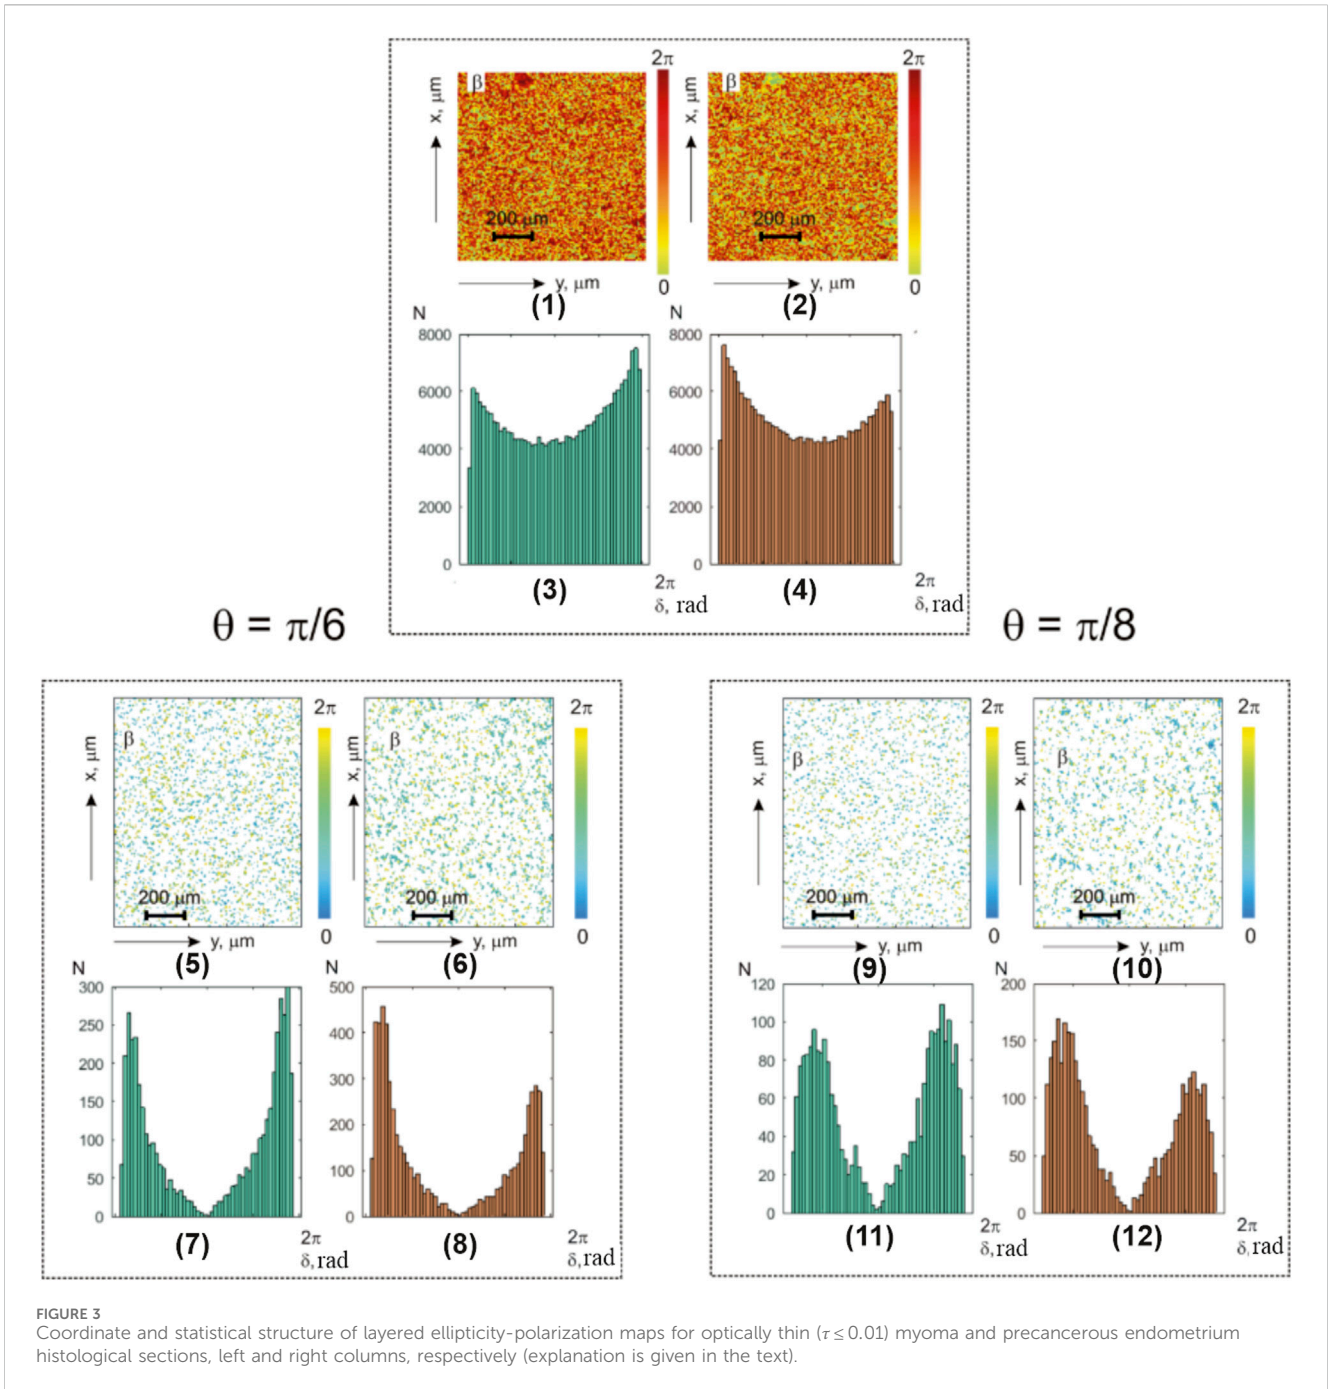 2π
2π
β
β
x, μm
x, μm
200 μm
200 μm
y, μm
0
y, μm
0
(1)
(2)
N
N
8000
6000
4000
2000
0
8000
6000
4000
2000
0
(3)
2π
δ, rad
(4)
2π
δ, rad
θ = π/6
θ = π/8
2π
2π
β
β
x, μm
x, μm
200 μm
200 μm
y, μm
0
y, μm
0
(5)
(6)
N
N
300
250
200
150
100
50
0
500
400
300
200
100
0
(7)
2π
δ, rad
(8)
2π
δ, rad
2π
2π
β
β
x, μm
x, μm
200 μm
200 μm
y, μm
0
y, μm
0
(9)
(10)
N
N
120
100
80
60
40
20
0
200
150
100
50
0
(11)
2π
δ, rad
(12)
2π
δ, rad
FIGURE 3
Coordinate and statistical structure of layered ellipticity-polarization maps for optically thin (τ ≤ 0.01) myoma and precancerous endometrium
histological sections, left and right columns, respectively (explanation is given in the text).